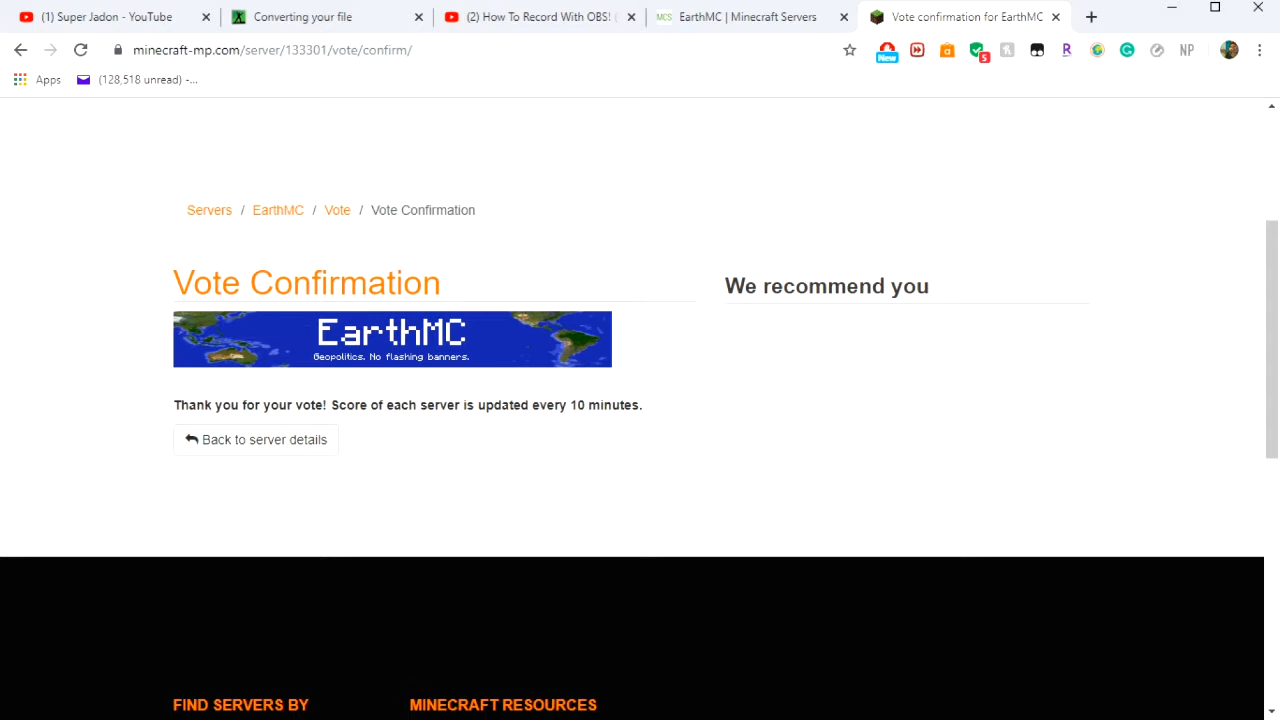 (1) Super Jadon - YouTube
Converting your file
(2) How To Record With OBS! (
MCS EarthMC | Minecraft Servers
Vote confirmation for EarthMC
minecraft-mp.com/server/133301/vote/confirm/
New
a
5
R
G
NP
Apps
(128,518 unread) -...
Servers / EarthMC / Vote / Vote Confirmation
Vote Confirmation
We recommend you
EarthMC
Geopolitics. No flashing banners.
Thank you for your vote! Score of each server is updated every 10 minutes.
Back to server details
FIND SERVERS BY
MINECRAFT RESOURCES